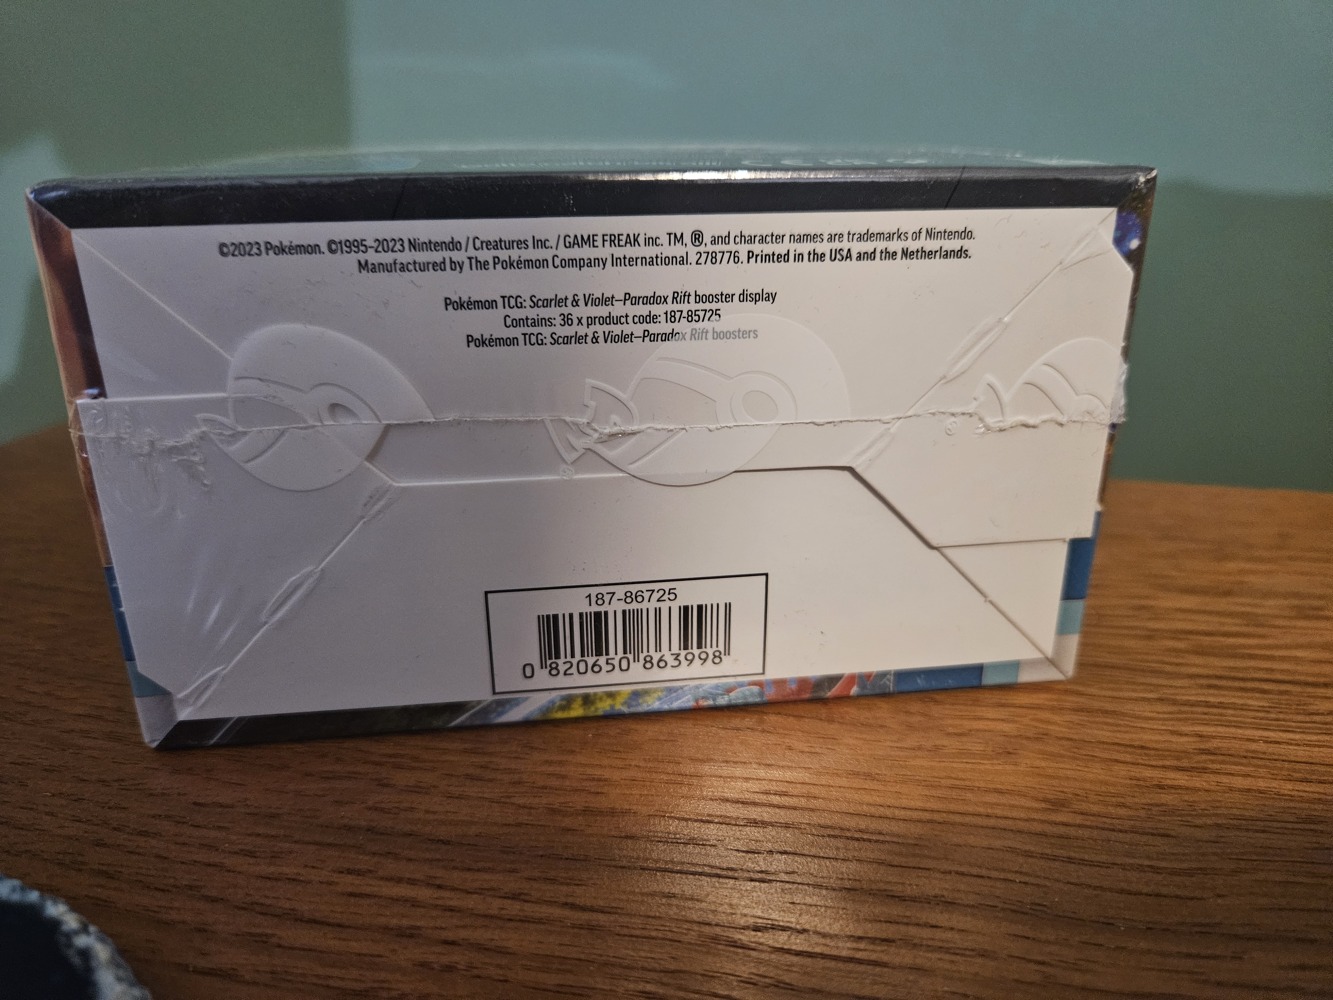 ©2023 Pokémon. ©1995–2023 Nintendo / Creatures Inc. / GAME FREAK inc. TM, ®, and character names are trademarks of Nintendo.
Manufactured by The Pokémon Company International. 278776. Printed in the USA and the Netherlands.
Pokémon TCG: Scarlet & Violet—Paradox Rift booster display
Contains: 36 x product code: 187-85725
Pokémon TCG: Scarlet & Violet—Paradox Rift boosters
187-86725
0 820650 863998